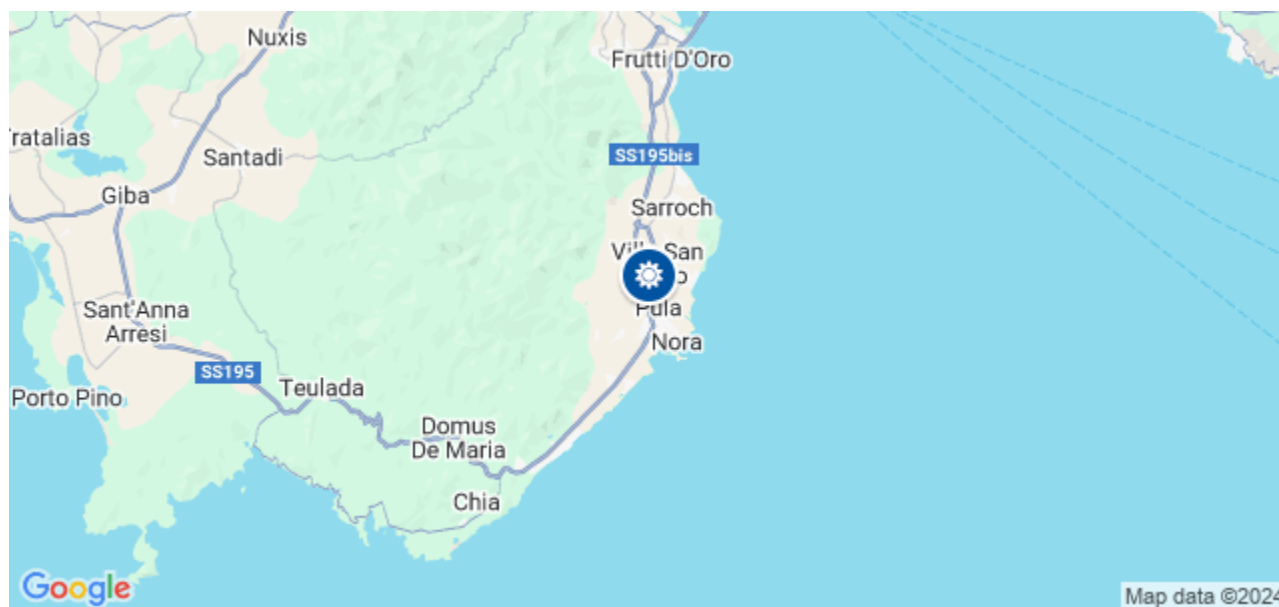 Nuxis
Frutti D'Oro
Santadi
SS195bis
Giba
Sarroch
San
Sant'Anna
Arresi
Pula
Nora
SS195
Teulada
Porto Pino
Domus
De Maria
Chia
Google
Map data ©2024